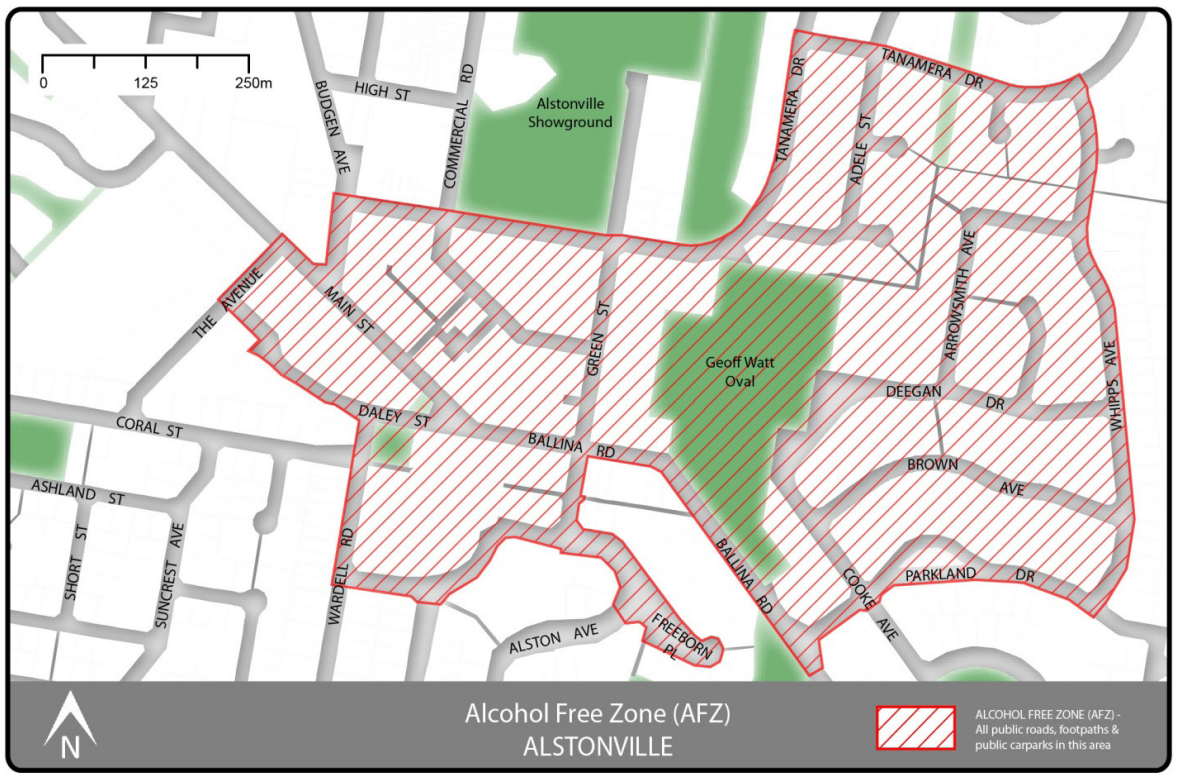 0 125 250m
HIGH ST
BUDGEN AVE
COMMERCIAL RD
Alstonville
Showground
TANAMERA DR
TANAMERA DR
ADELE ST
THE AVENUE
MAIN ST
GREEN ST
ARROWSMITH AVE
WHIPPS AVE
Geoff Watt
Oval
DEEGAN DR
DALEY ST
CORAL ST
BALLINA RD
BROWN AVE
ASHLAND ST
SHORT ST
SUNCREST AVE
WARDELL RD
BALLINA RD
COOKE AVE
PARKLAND DR
ALSTON AVE
FREEBORN
PL
N
Alcohol Free Zone (AFZ)
ALSTONVILLE
ALCOHOL FREE ZONE (AFZ) -
All public roads, footpaths &
public carparks in this area